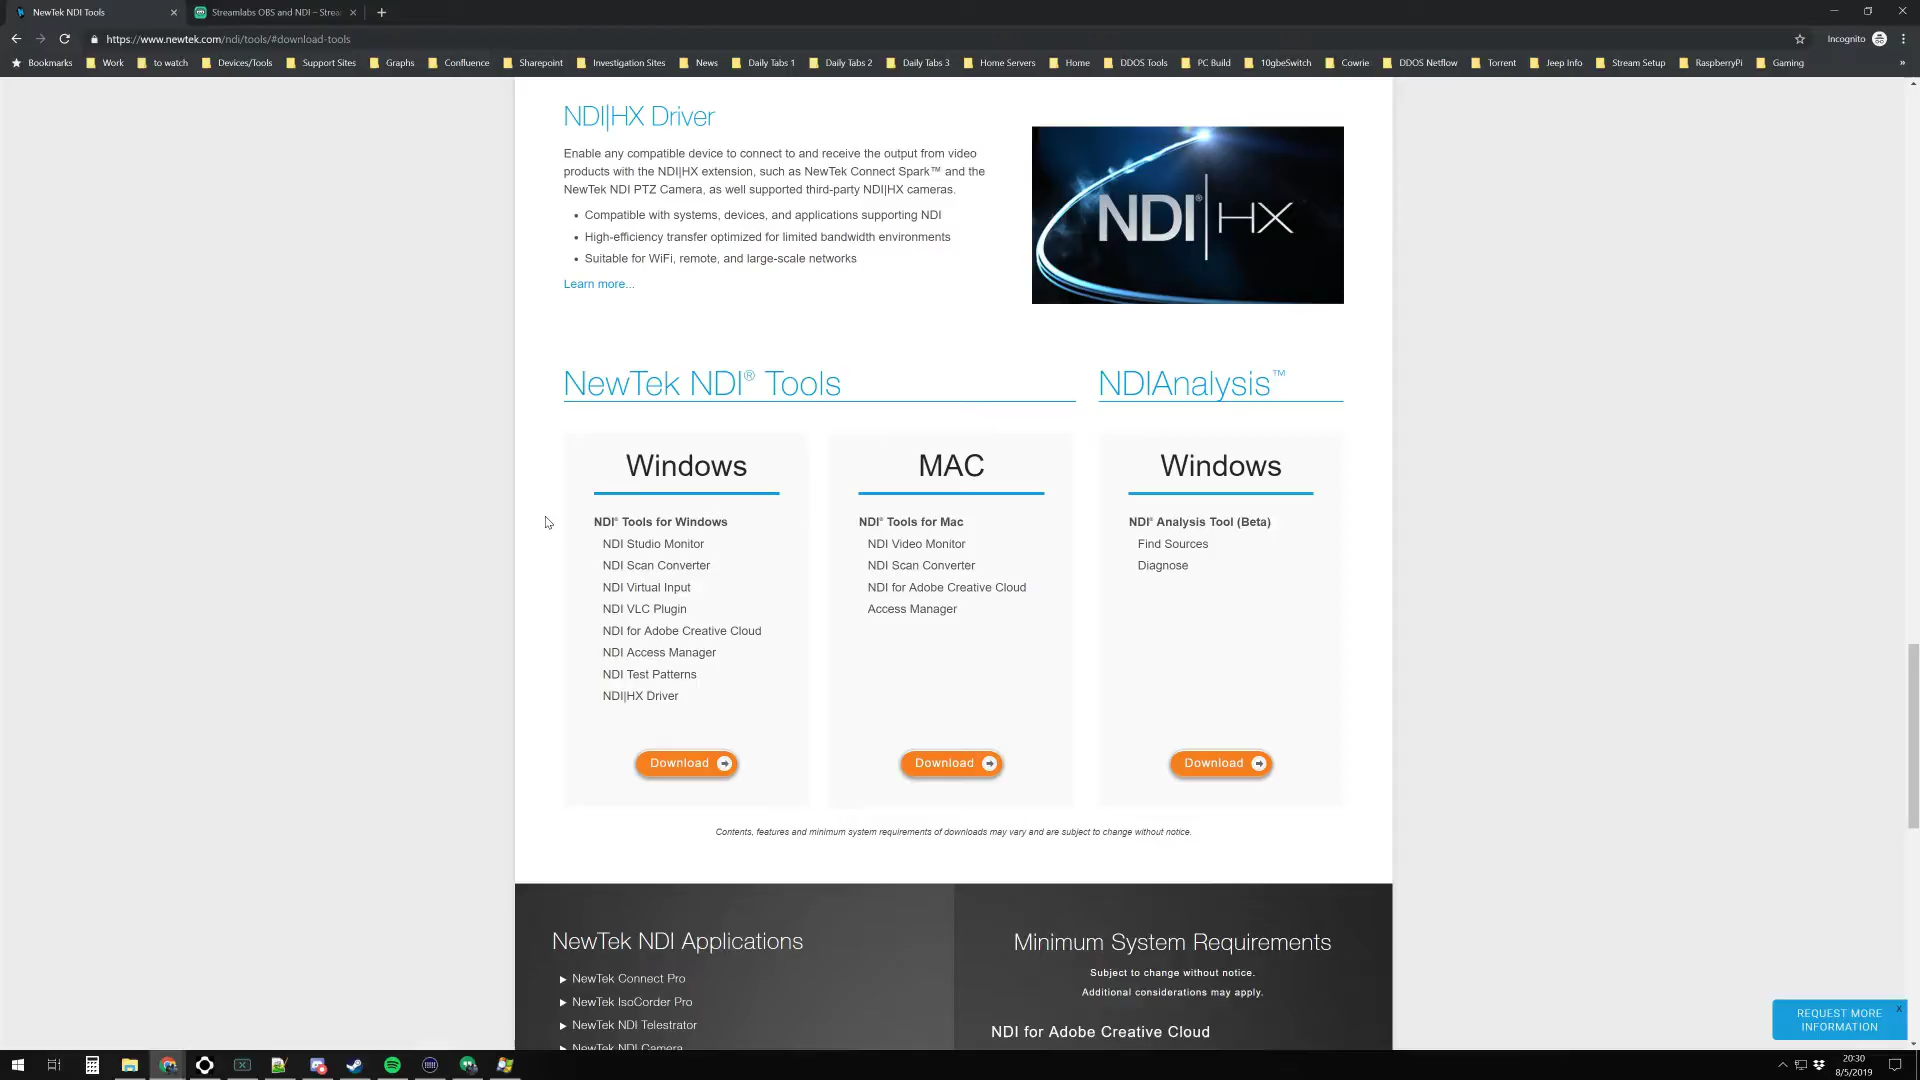 NewTek NDI Tools
Streamlabs OBS and NDI – Strea
https://www.newtek.com/ndi/tools/#download-tools
Incognito
Bookmarks Work to watch Devices/Tools Support Sites Graphs Confluence Sharepoint Investigation Sites News Daily Tabs 1 Daily Tabs 2 Daily Tabs 3 Home Servers Home DDOS Tools PC Build 10gbeSwitch Cowrie DDOS Netflow Torrent Jeep Info Stream Setup RaspberryPi Gaming »
NDI|HX Driver
Enable any compatible device to connect to and receive the output from video
products with the NDI|HX extension, such as NewTek Connect Spark™ and the
NewTek NDI PTZ Camera, as well supported third-party NDI|HX cameras.
• Compatible with systems, devices, and applications supporting NDI
• High-efficiency transfer optimized for limited bandwidth environments
• Suitable for WiFi, remote, and large-scale networks
Learn more...
NDI® | HX
NewTek NDI® Tools
NDIAnalysis™
Windows
NDI® Tools for Windows
NDI Studio Monitor
NDI Scan Converter
NDI Virtual Input
NDI VLC Plugin
NDI for Adobe Creative Cloud
NDI Access Manager
NDI Test Patterns
NDI|HX Driver
Download
MAC
NDI® Tools for Mac
NDI Video Monitor
NDI Scan Converter
NDI for Adobe Creative Cloud
Access Manager
Download
Windows
NDI® Analysis Tool (Beta)
Find Sources
Diagnose
Download
Contents, features and minimum system requirements of downloads may vary and are subject to change without notice.
NewTek NDI Applications
NewTek Connect Pro
NewTek IsoCorder Pro
NewTek NDI Telestrator
NewTek NDI Camera
Minimum System Requirements
Subject to change without notice.
Additional considerations may apply.
NDI for Adobe Creative Cloud
REQUEST MORE
INFORMATION
x
20:30
8/5/2019